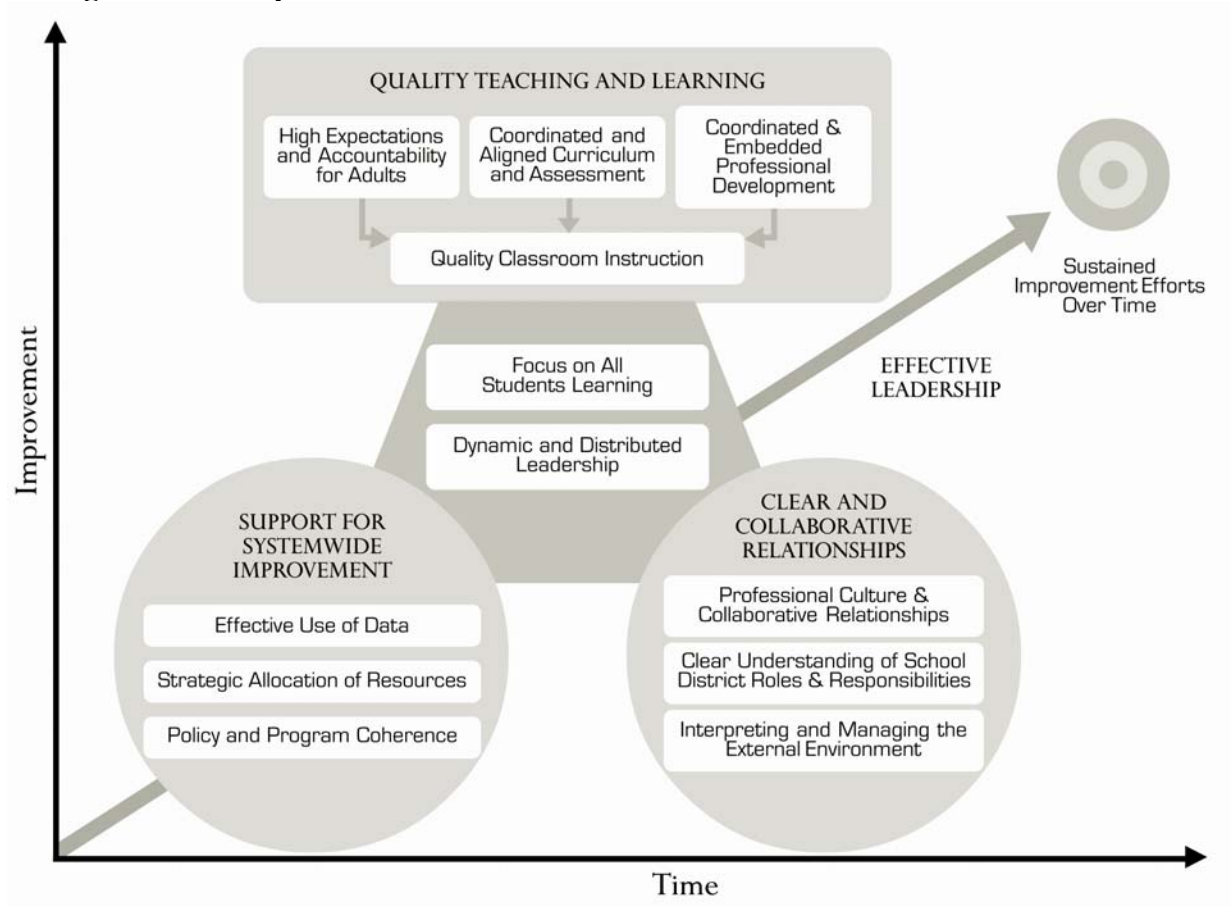 QUALITY TEACHING AND LEARNING
High Expectations
and Accountability
for Adults
Coordinated and
Aligned Curriculum
and Assessment
Coordinated &
Embedded
Professional
Development
Quality Classroom Instruction
Sustained
Improvement Efforts
Over Time
Focus on All
Students Learning
EFFECTIVE
LEADERSHIP
Dynamic and Distributed
Leadership
Improvement
SUPPORT FOR
SYSTEMWIDE
IMPROVEMENT
Effective Use of Data
Strategic Allocation of Resources
Policy and Program Coherence
CLEAR AND
COLLABORATIVE
RELATIONSHIPS
Professional Culture &
Collaborative Relationships
Clear Understanding of School
District Roles & Responsibilities
Interpreting and Managing the
External Environment
Time